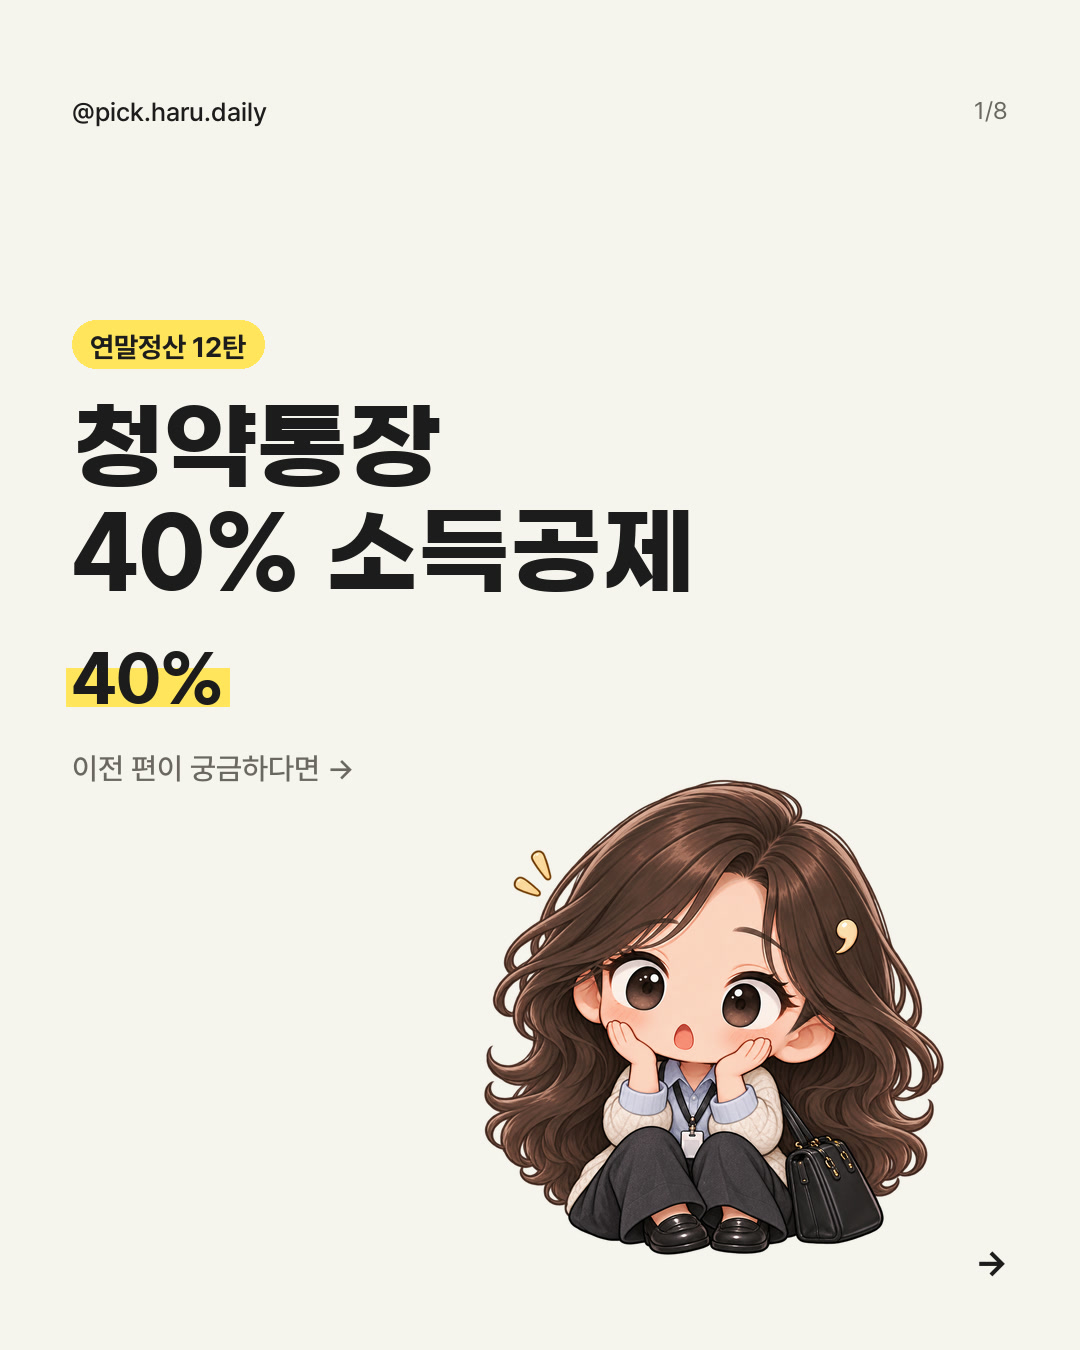 @pick.haru.daily
1/8
연말정산 12탄
청약통장
40% 소득공제
40%
이전 편이 궁금하다면 →
→